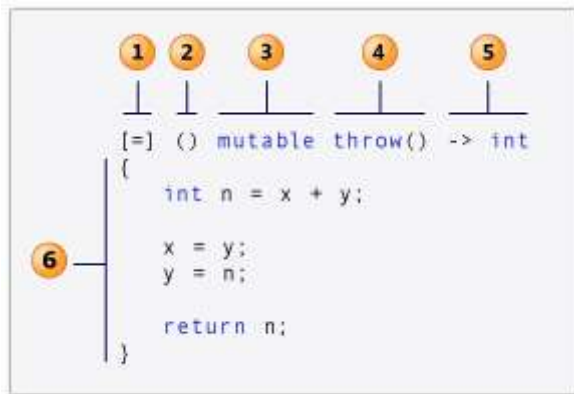 1 2 3 4 5
[=] () mutable throw() -> int
{
int n = x + y;
x = y;
6
y = n;
return n;
}